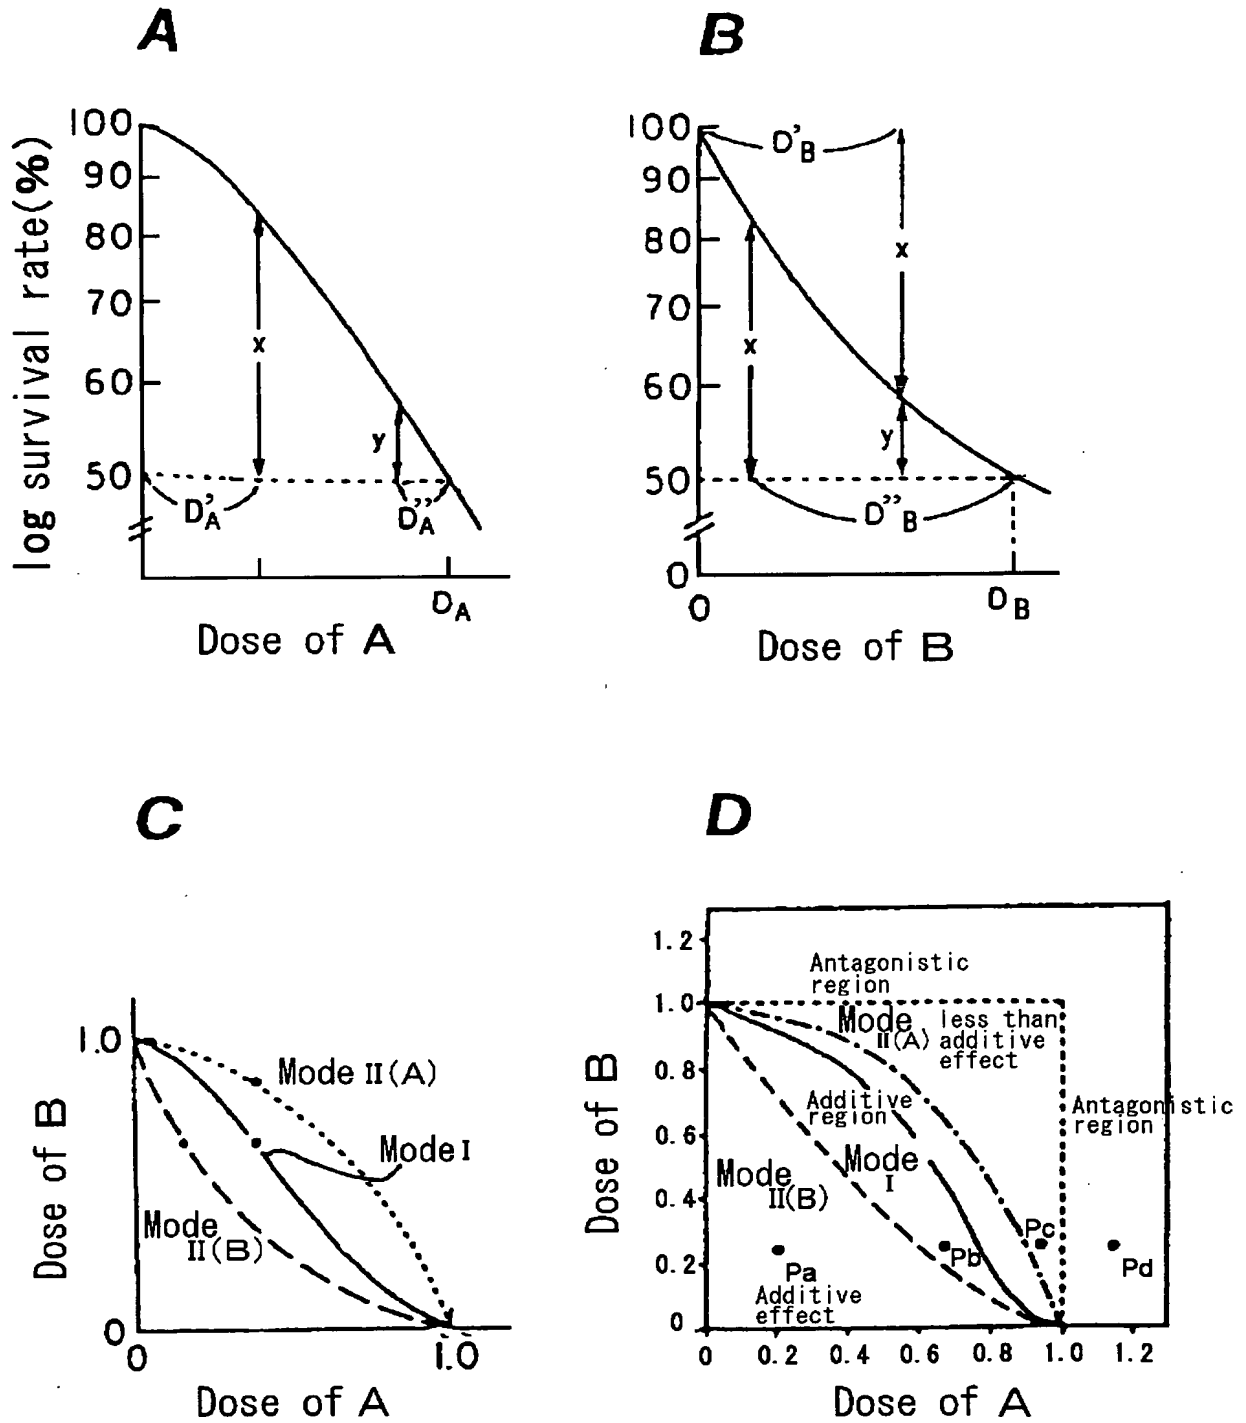 A
log survival rate(%)
100
90
80
70
60
50
x
y
D'A
D''A
DA
Dose of A
B
100
90
80
70
60
50
0
D'B
x
x
y
D''B
0
DB
Dose of B
C
Dose of B
1.0
0
Mode II(A)
Mode I
Mode
II(B)
0
1.0
Dose of A
D
Dose of B
1.2
1.0
0.8
0.6
0.4
0.2
0
Antagonistic
region
Mode
II(A)
less than
additive
effect
Additive
region
Antagonistic
region
Mode
I
Mode
II(B)
Pa
Pb
Pc
Pd
Additive
effect
0
0.2
0.4
0.6
0.8
1.0
1.2
Dose of A